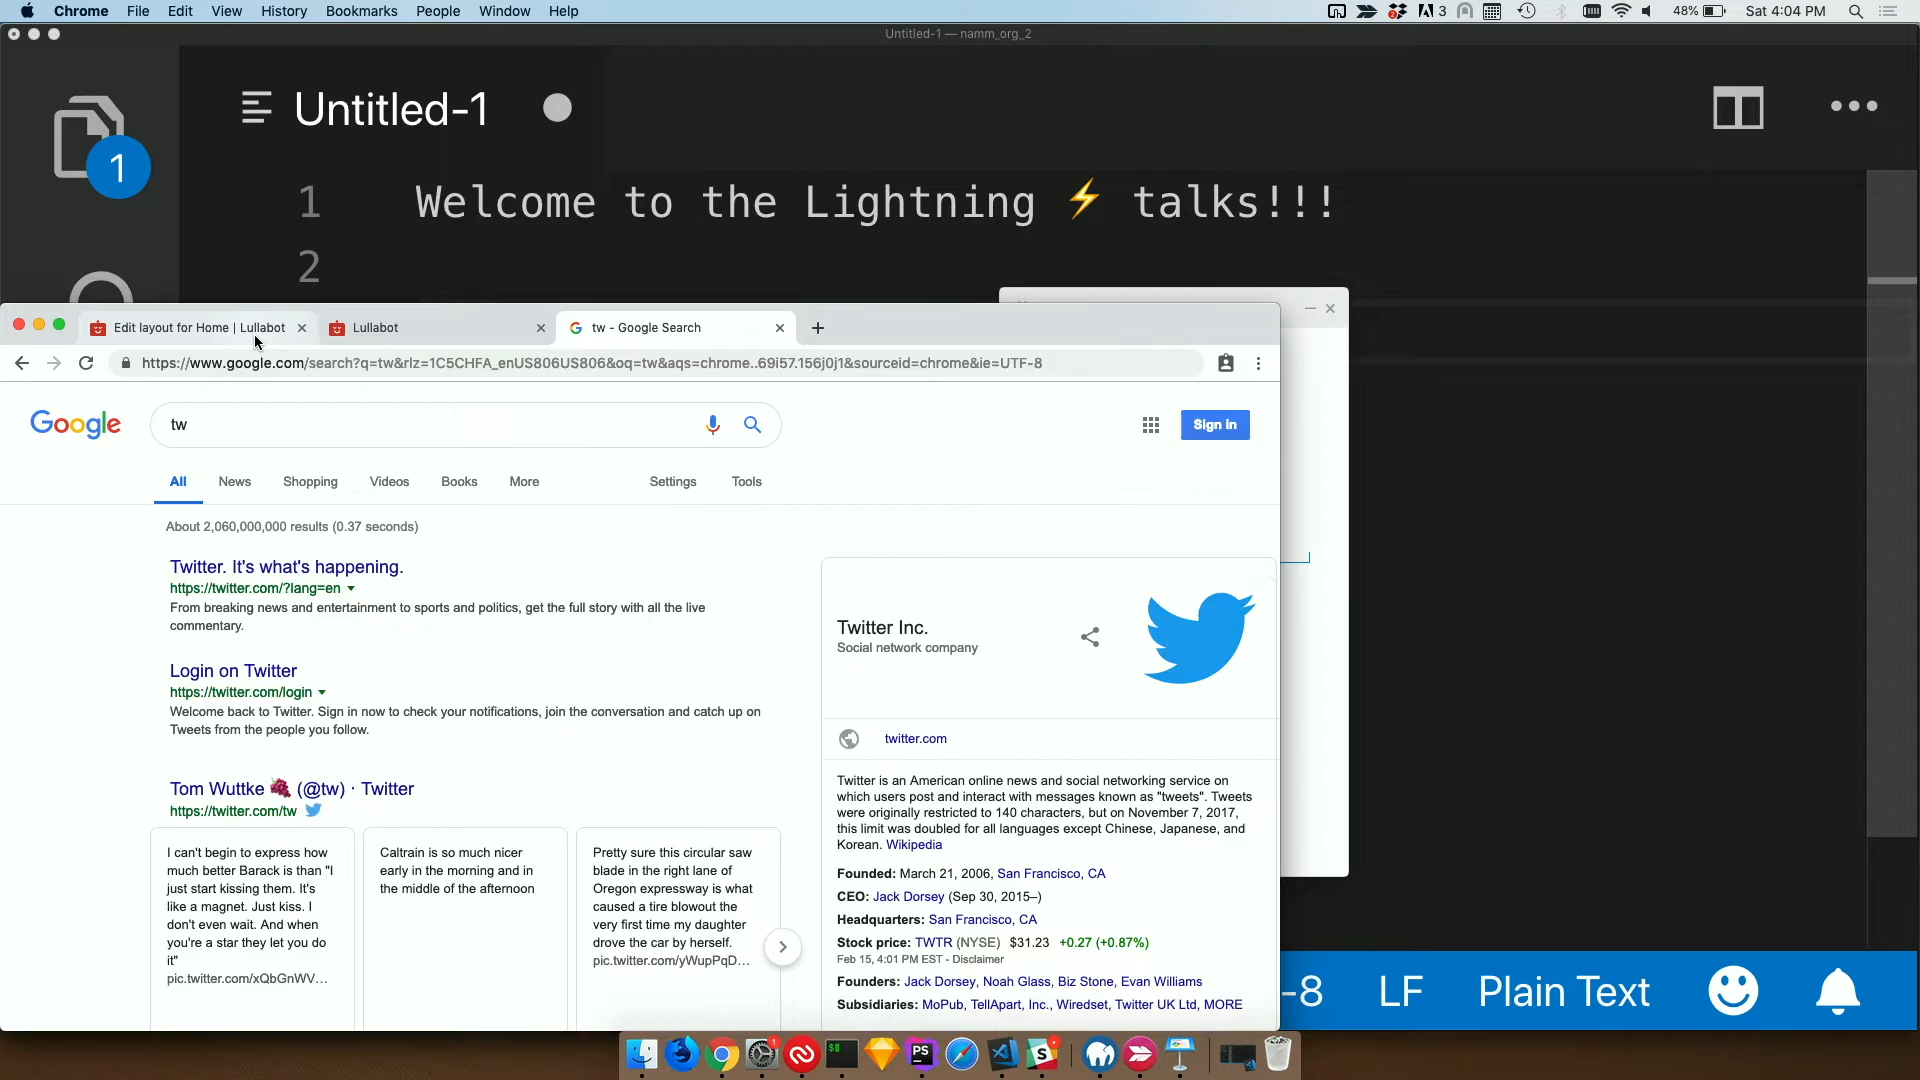 Chrome File Edit View History Bookmarks People Window Help
2 3 48% Sat 4:04 PM
Untitled-1 — namm_org_2
Untitled-1
1
1 Welcome to the Lightning ⚡ talks!!!
2
Edit layout for Home | Lullabot
Lullabot
tw - Google Search
https://www.google.com/search?q=tw&rlz=1C5CHFA_enUS806US806&oq=tw&aqs=chrome..69i57.156j0j1&sourceid=chrome&ie=UTF-8
Google
tw
Sign in
All News Shopping Videos Books More Settings Tools
About 2,060,000,000 results (0.37 seconds)
Twitter. It's what's happening.
https://twitter.com/?lang=en
From breaking news and entertainment to sports and politics, get the full story with all the live
commentary.
Login on Twitter
https://twitter.com/login
Welcome back to Twitter. Sign in now to check your notifications, join the conversation and catch up on
Tweets from the people you follow.
Tom Wuttke 🍇 (@tw) · Twitter
https://twitter.com/tw
I can't begin to express how
much better Barack is than "I
just start kissing them. It's
like a magnet. Just kiss. I
don't even wait. And when
you're a star they let you do
it"
pic.twitter.com/xQbGnWV...
Caltrain is so much nicer
early in the morning and in
the middle of the afternoon
Pretty sure this circular saw
blade in the right lane of
Oregon expressway is what
caused a tire blowout the
very first time my daughter
drove the car by herself.
pic.twitter.com/yWupPqD...
Twitter Inc.
Social network company
twitter.com
Twitter is an American online news and social networking service on
which users post and interact with messages known as "tweets". Tweets
were originally restricted to 140 characters, but on November 7, 2017,
this limit was doubled for all languages except Chinese, Japanese, and
Korean. Wikipedia
Founded: March 21, 2006, San Francisco, CA
CEO: Jack Dorsey (Sep 30, 2015–)
Headquarters: San Francisco, CA
Stock price: TWTR (NYSE) $31.23 +0.27 (+0.87%)
Feb 15, 4:01 PM EST - Disclaimer
Founders: Jack Dorsey, Noah Glass, Biz Stone, Evan Williams
Subsidiaries: MoPub, TellApart, Inc., Wiredset, Twitter UK Ltd, MORE
-8 LF Plain Text
1
$
PS
S